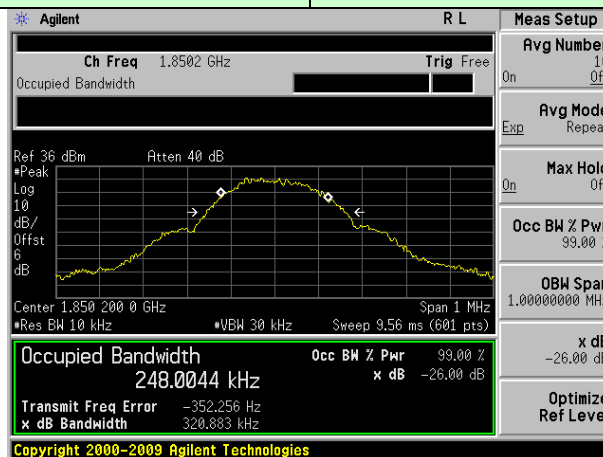 Agilent R L Meas Setup
Avg Number
On Off
Ch Freq 1.8502 GHz Trig Free
Occupied Bandwidth
Avg Mode
Exp Repeat
Ref 36 dBm Atten 40 dB
#Peak
Log
10
dB/
Offst
6
dB
Max Hold
On Off
Occ BW % Pwr
99.00 %
Center 1.850 200 0 GHz Span 1 MHz
#Res BW 10 kHz #VBW 30 kHz Sweep 9.56 ms (601 pts)
OBW Span
1.00000000 MHz
Occupied Bandwidth Occ BW % Pwr 99.00 %
248.0044 kHz x dB -26.00 dB
Transmit Freq Error -352.256 Hz
x dB Bandwidth 320.883 kHz
x dB
-26.00 dB
Optimize
Ref Level
Copyright 2000-2009 Agilent Technologies